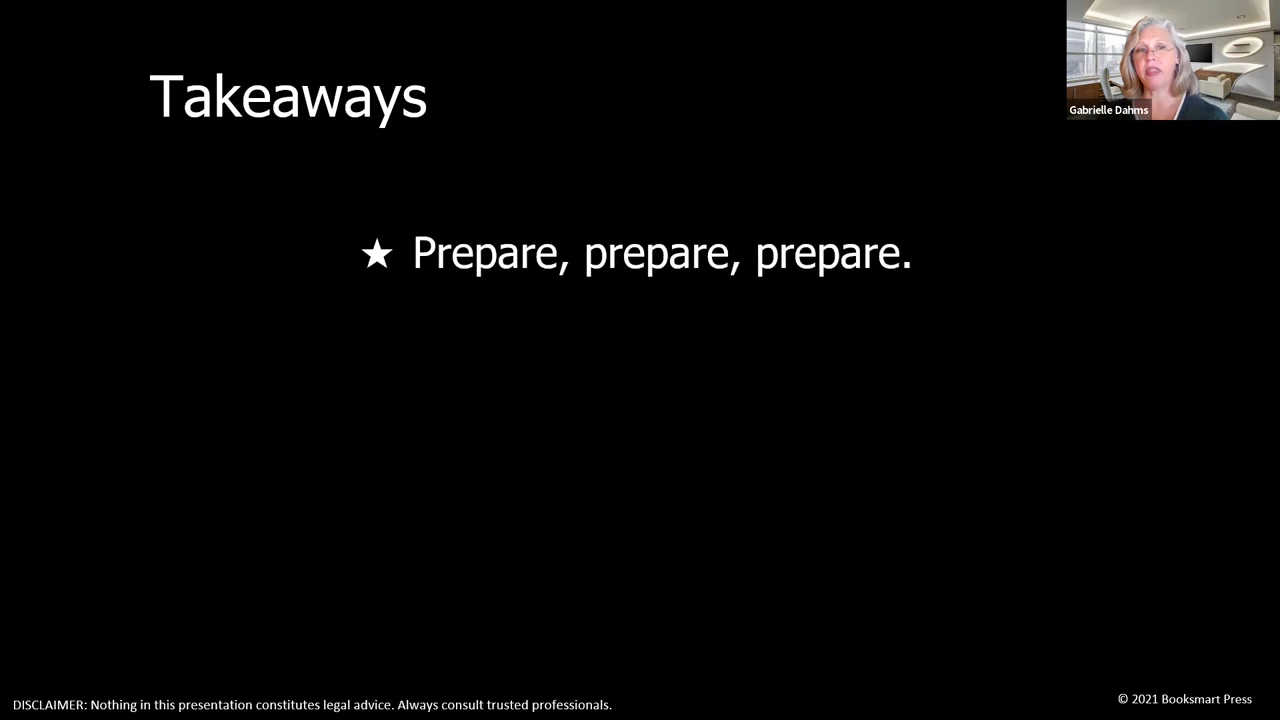 Takeaways
Gabrielle Dahms
★ Prepare, prepare, prepare.
DISCLAIMER: Nothing in this presentation constitutes legal advice. Always consult trusted professionals.
© 2021 Booksmart Press